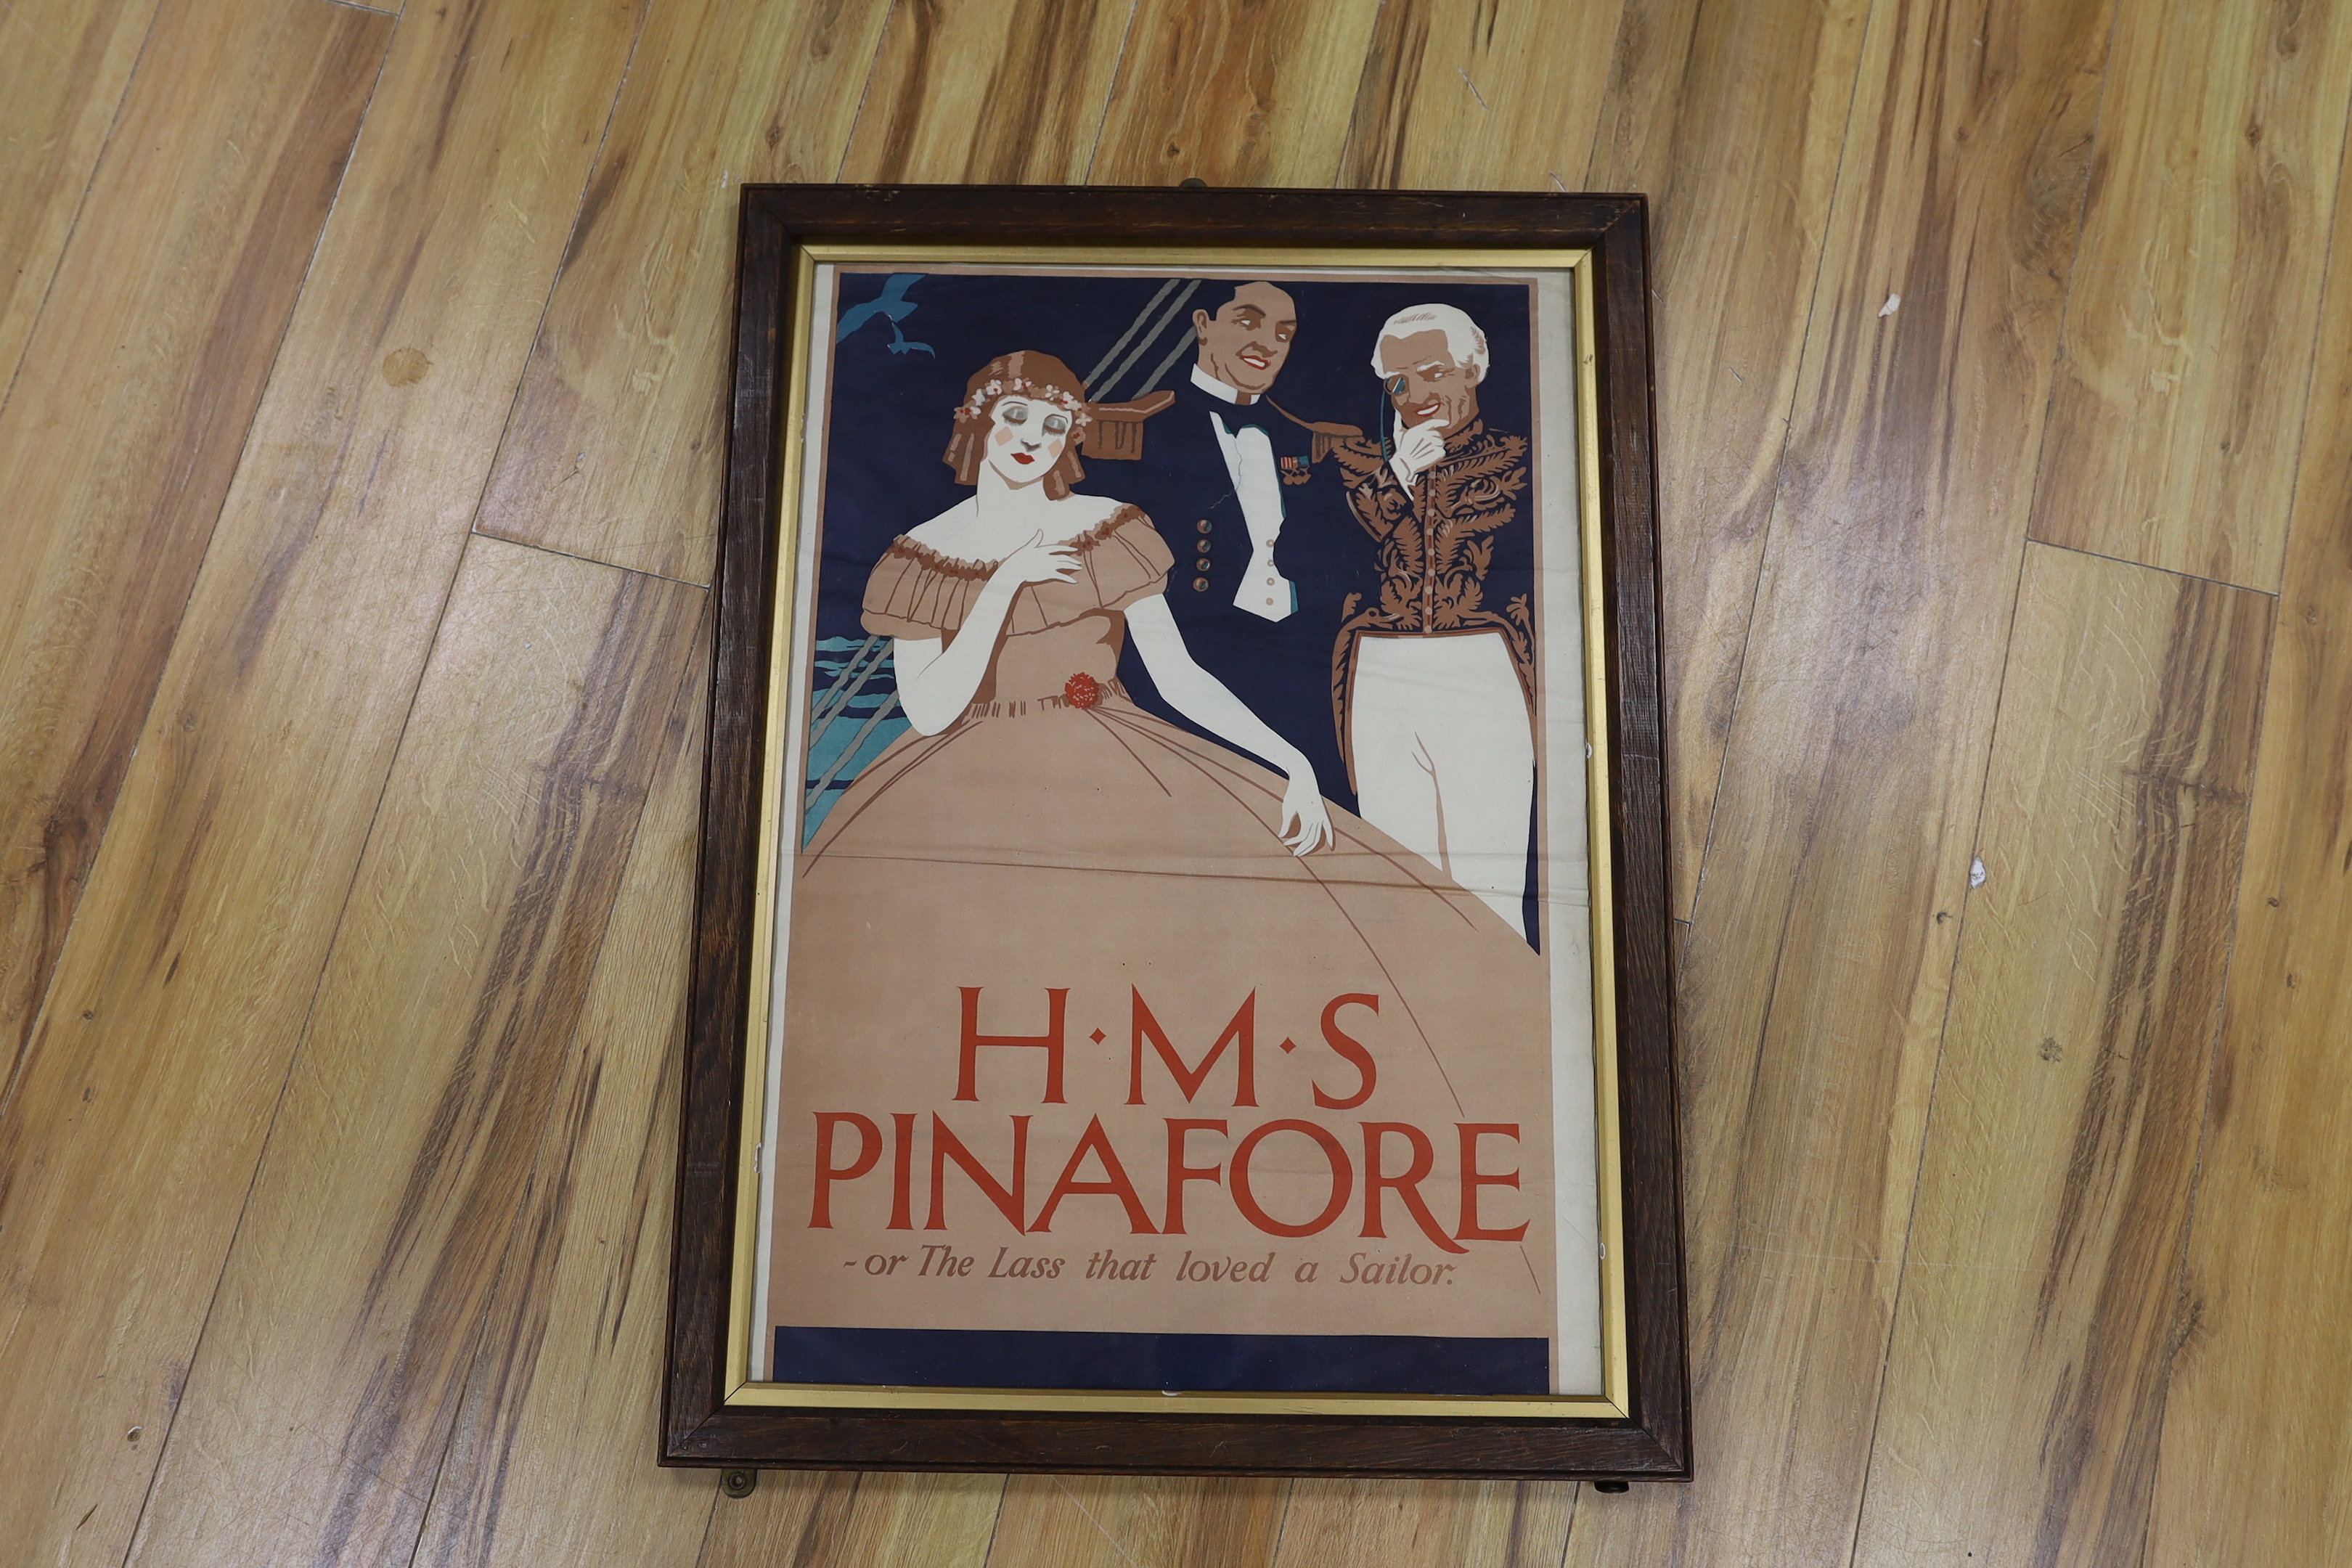 H·M·S
PINAFORE
-or The Lass that loved a Sailor.